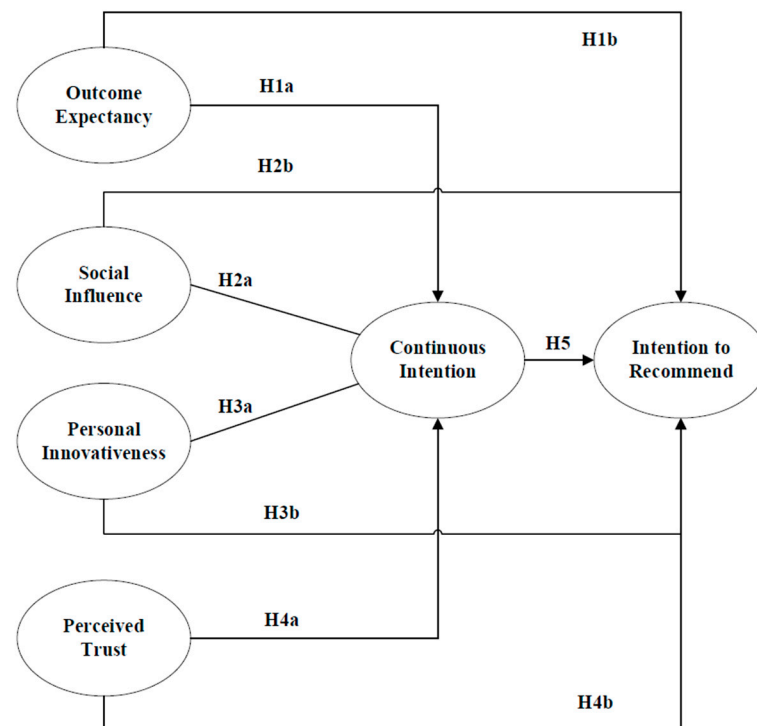 H1b
Outcome
Expectancy
H1a
H2b
Social
Influence
H2a
Continuous
Intention
H5
Intention to
Recommend
H3a
Personal
Innovativeness
H3b
Perceived
Trust
H4a
H4b